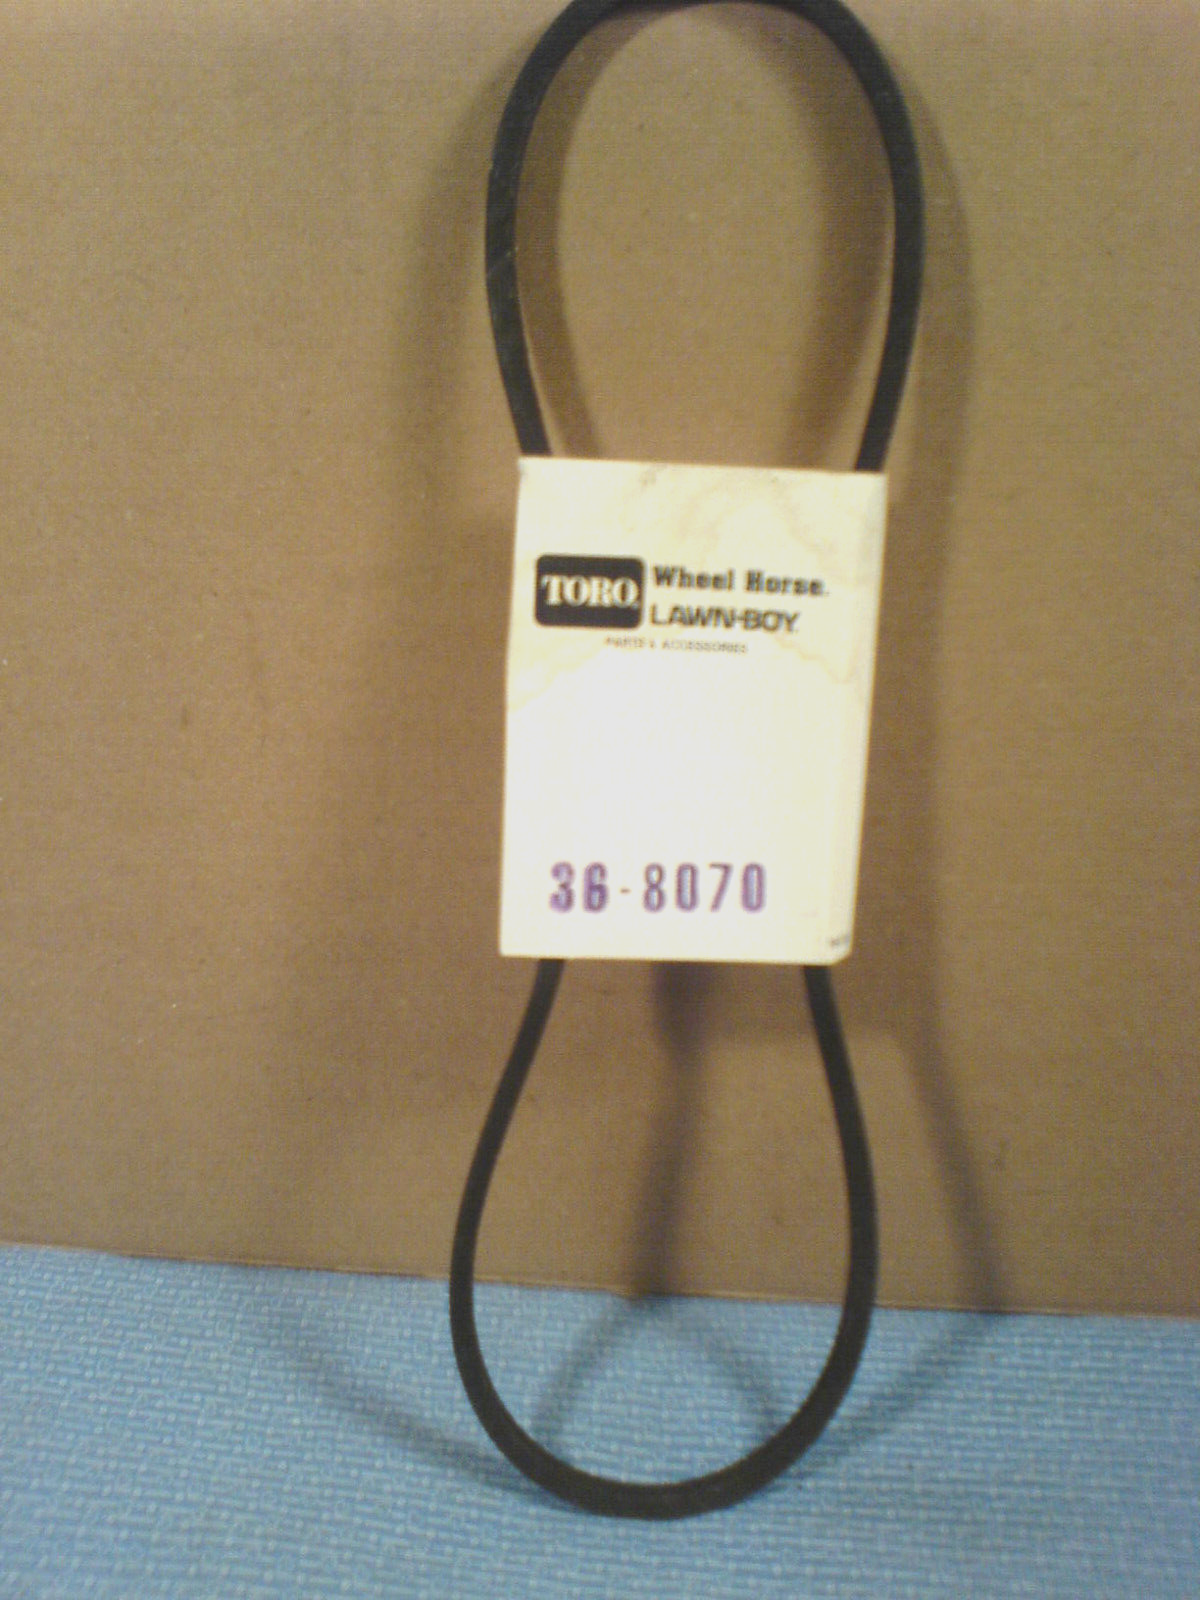 TORO
Wheel Horse.
LAWN-BOY.
PARTS & ACCESSORIES
36-8070